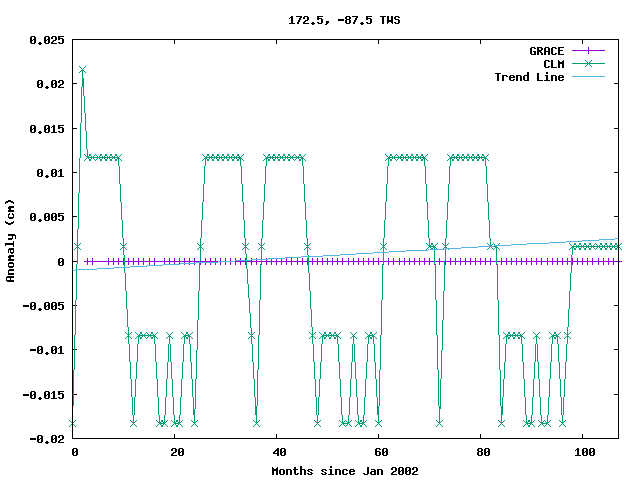 172.5, -87.5 TWS
GRACE
CLM
Trend Line
0.025
0.02
0.015
0.01
0.005
0
-0.005
-0.01
-0.015
-0.02
Anomaly (cm)
0 20 40 60 80 100
Months since Jan 2002